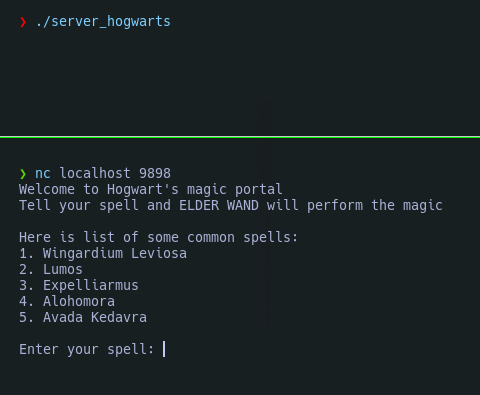 ❯ ./server_hogwarts
❯ nc localhost 9898
Welcome to Hogwart's magic portal
Tell your spell and ELDER WAND will perform the magic
Here is list of some common spells:
1. Wingardium Leviosa
2. Lumos
3. Expelliarmus
4. Alohomora
5. Avada Kedavra
Enter your spell: